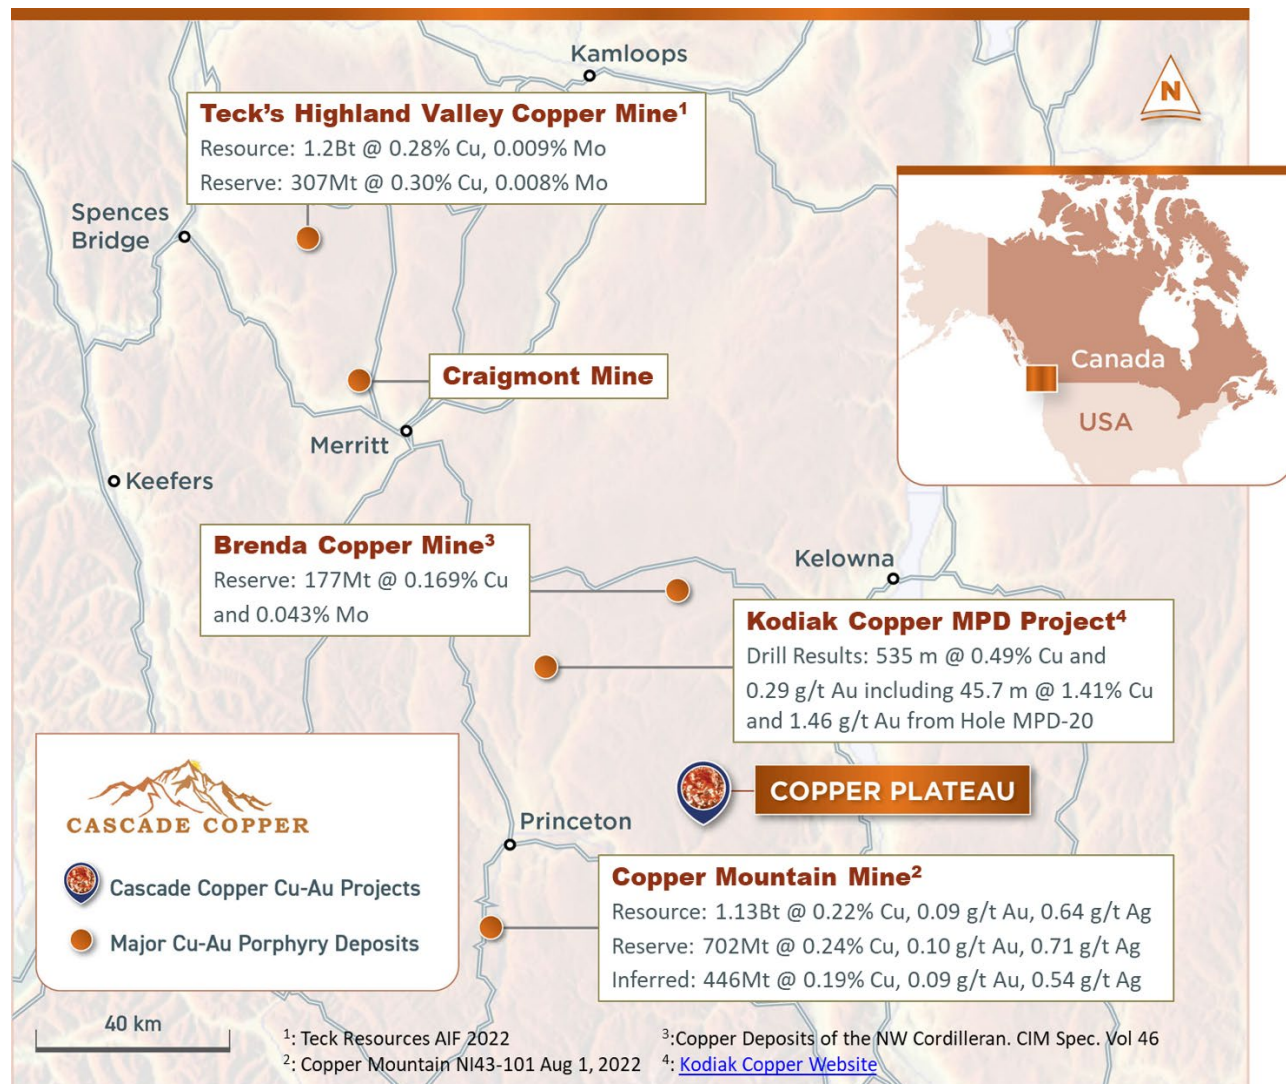 Kamloops
N
Teck's Highland Valley Copper Mine¹
Resource: 1.2Bt @ 0.28% Cu, 0.009% Mo
Reserve: 307Mt @ 0.30% Cu, 0.008% Mo
Spences
Bridge
Canada
USA
Craigmont Mine
Merritt
Keefers
Brenda Copper Mine³
Reserve: 177Mt @ 0.169% Cu
and 0.043% Mo
Kelowna
Kodiak Copper MPD Project⁴
Drill Results: 535 m @ 0.49% Cu and
0.29 g/t Au including 45.7 m @ 1.41% Cu
and 1.46 g/t Au from Hole MPD-20
COPPER PLATEAU
CASCADE COPPER
Cascade Copper Cu-Au Projects
Major Cu-Au Porphyry Deposits
Princeton
Copper Mountain Mine²
Resource: 1.13Bt @ 0.22% Cu, 0.09 g/t Au, 0.64 g/t Ag
Reserve: 702Mt @ 0.24% Cu, 0.10 g/t Au, 0.71 g/t Ag
Inferred: 446Mt @ 0.19% Cu, 0.09 g/t Au, 0.54 g/t Ag
40 km
¹: Teck Resources AIF 2022
²: Copper Mountain NI43-101 Aug 1, 2022
³:Copper Deposits of the NW Cordilleran. CIM Spec. Vol 46
⁴: Kodiak Copper Website